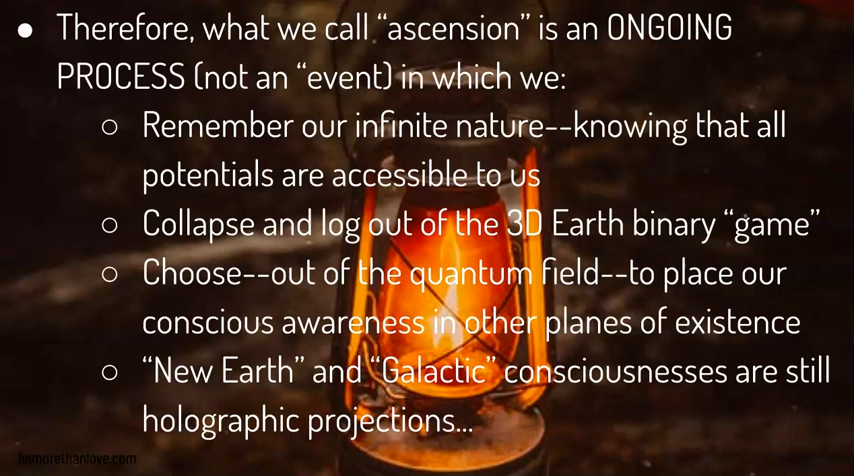 ● Therefore, what we call “ascension” is an ONGOING
PROCESS (not an “event) in which we:
○ Remember our infinite nature--knowing that all
potentials are accessible to us
○ Collapse and log out of the 3D Earth binary “game”
○ Choose--out of the quantum field--to place our
conscious awareness in other planes of existence
○ “New Earth” and “Galactic” consciousnesses are still
holographic projections...
bemorethanlove.com